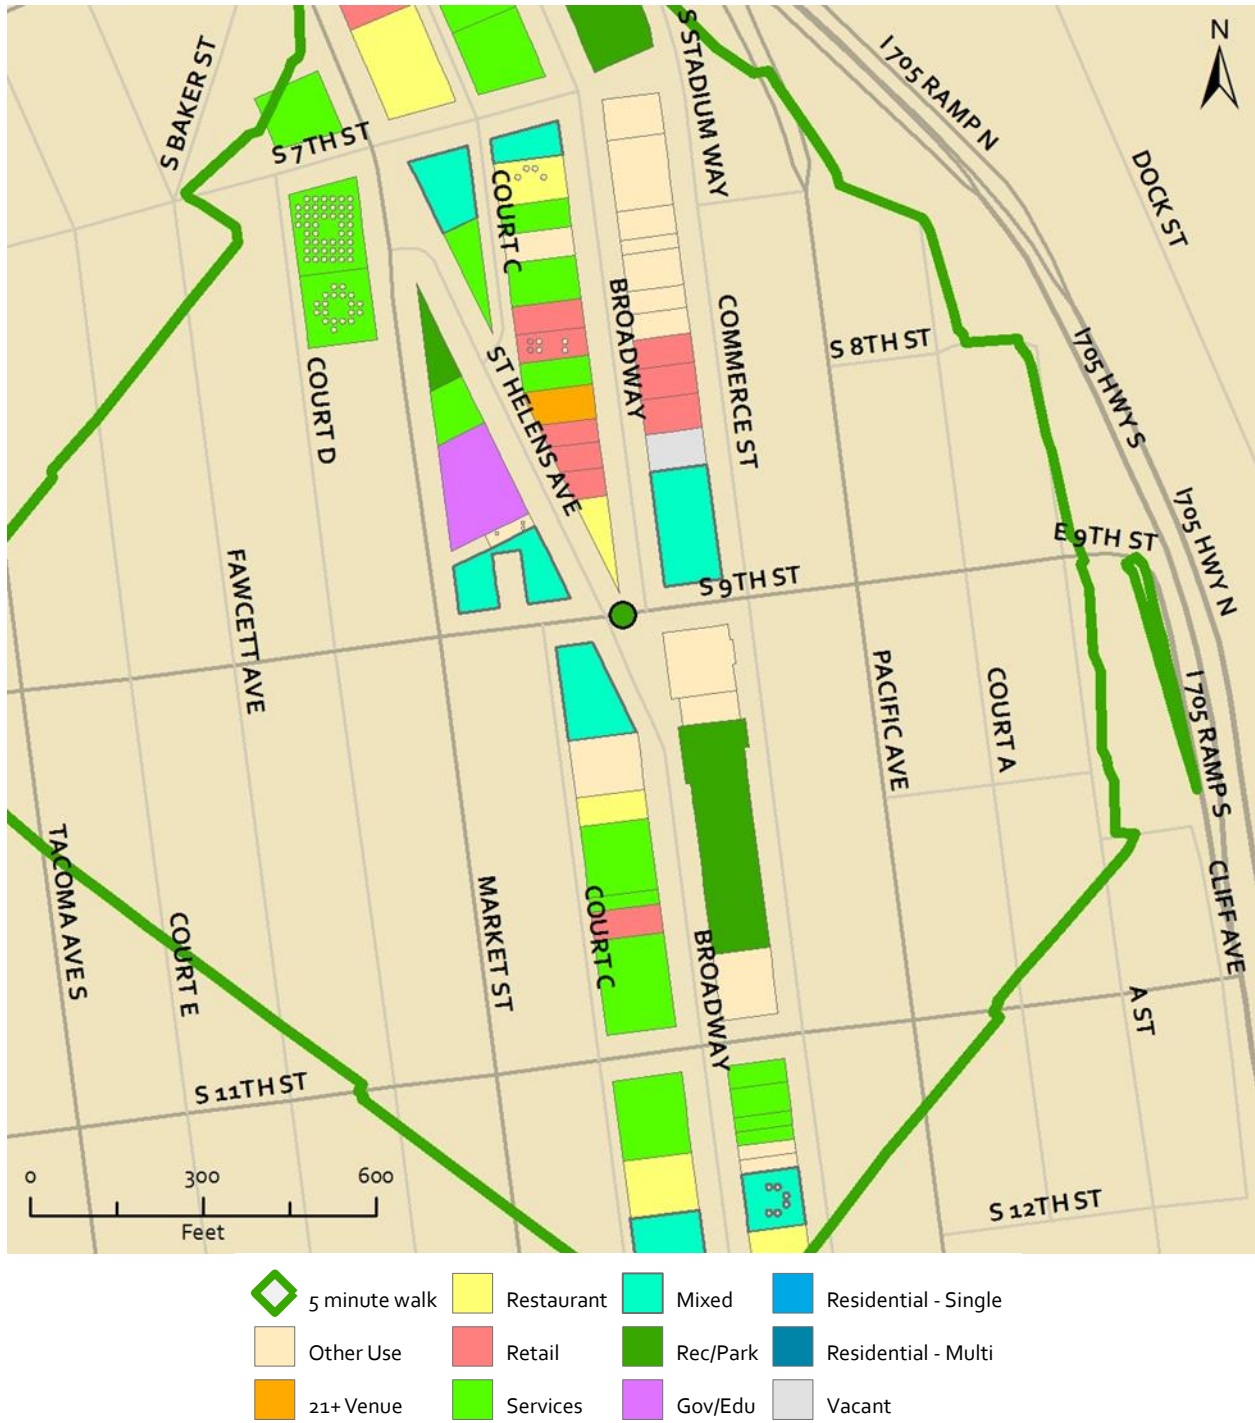 S BAKER ST
S 7TH ST
COURT C
S STADIUM WAY
I 705 RAMP N
N
DOCK ST
COURT D
ST HELENS AVE
BROADWAY
COMMERCE ST
S 8TH ST
I 705 HWY S
I 705 HWY N
E 9TH ST
S 9TH ST
FAWCETT AVE
PACIFIC AVE
COURT A
I 705 RAMP S
CLIFF AVE
TACOMA AVE S
COURT E
MARKET ST
COURT C
BROADWAY
A ST
S 11TH ST
S 12TH ST
0 300 600
Feet
5 minute walk Restaurant Mixed Residential - Single
Other Use Retail Rec/Park Residential - Multi
21+ Venue Services Gov/Edu Vacant